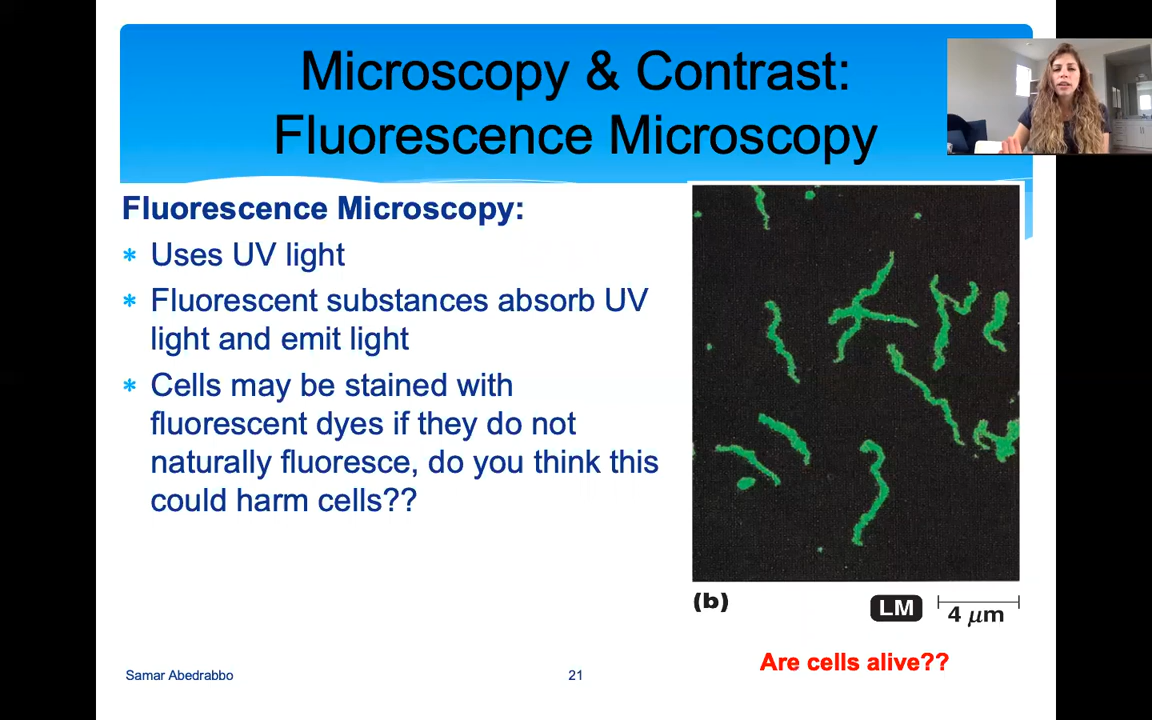 Microscopy & Contrast:
Fluorescence Microscopy
Fluorescence Microscopy:
* Uses UV light
* Fluorescent substances absorb UV
light and emit light
* Cells may be stained with
fluorescent dyes if they do not
naturally fluoresce, do you think this
could harm cells??
(b)
LM
4 μm
Are cells alive??
Samar Abedrabbo
21